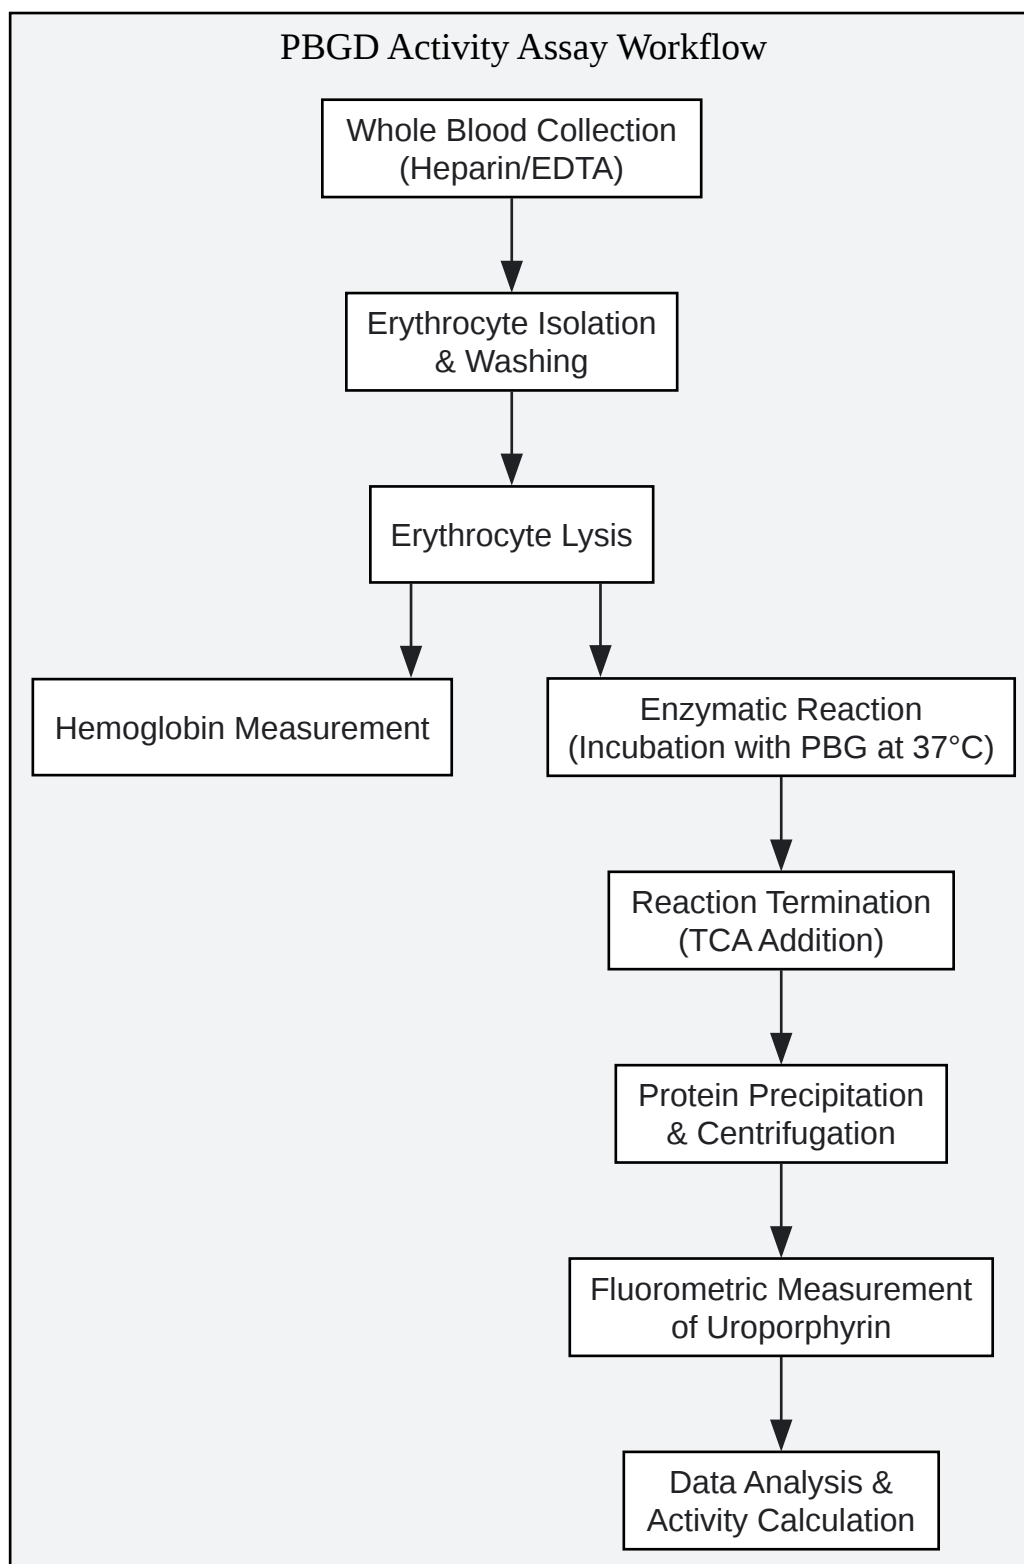 PBGD Activity Assay Workflow
Whole Blood Collection
(Heparin/EDTA)
Erythrocyte Isolation
& Washing
Erythrocyte Lysis
Hemoglobin Measurement
Enzymatic Reaction
(Incubation with PBG at 37°C)
Reaction Termination
(TCA Addition)
Protein Precipitation
& Centrifugation
Fluorometric Measurement
of Uroporphyrin
Data Analysis &
Activity Calculation